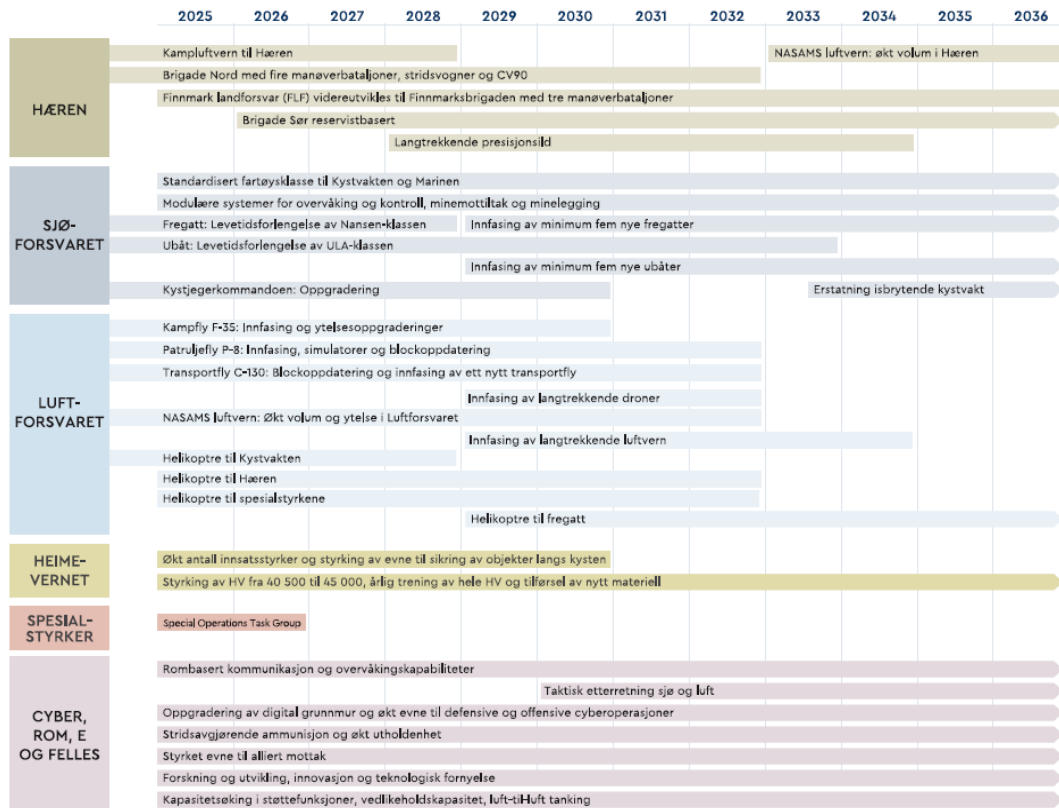 2025 2026 2027 2028 2029 2030 2031 2032 2033 2034 2035 2036
HÆREN
Kampluftvern til Hæren
NASAMS luftvern: økt volum i Hæren
Brigade Nord med fire manøverbataljoner, stridsvogner og CV90
Finnmark landforsvar (FLF) videreutvikles til Finnmarksbrigaden med tre manøverbataljoner
Brigade Sør reservistbasert
Langtrekkende presisjonsild
SJØ-
FORSVARET
Standardisert fartøysklasse til Kystvakten og Marinen
Modulære systemer for overvåking og kontroll, minemottiltak og minelegging
Fregatt: Levetidsforlengelse av Nansen-klassen
Innfasing av minimum fem nye fregatter
Ubåt: Levetidsforlengelse av ULA-klassen
Innfasing av minimum fem nye ubåter
Kystjegerkommandoen: Oppgradering
Erstatning isbrytende kystvakt
LUFT-
FORSVARET
Kampfly F-35: Innfasing og ytelsesoppgraderinger
Patruljefly P-8: Innfasing, simulatorer og blockoppdatering
Transportfly C-130: Blockoppdatering og innfasing av ett nytt transportfly
Innfasing av langtrekkende droner
NASAMS luftvern: Økt volum og ytelse i Luftforsvaret
Innfasing av langtrekkende luftvern
Helikoptre til Kystvakten
Helikoptre til Hæren
Helikoptre til spesialstyrkene
Helikoptre til fregatt
HEIME-
VERNET
Økt antall innsatsstyrker og styrking av evne til sikring av objekter langs kysten
Styrking av HV fra 40 500 til 45 000, årlig trening av hele HV og tilførsel av nytt materiell
SPESIAL-
STYRKER
Special Operations Task Group
CYBER,
ROM, E
OG FELLES
Rombasert kommunikasjon og overvåkingskapabiliteter
Taktisk etterretning sjø og luft
Oppgradering av digital grunnmur og økt evne til defensive og offensive cyberoperasjoner
Stridsavgjørende ammunisjon og økt utholdenhet
Styrket evne til alliert mottak
Forskning og utvikling, innovasjon og teknologisk fornyelse
Kapasitetsøking i støttefunksjoner, vedlikeholdskapasitet, luft-til-luft tanking